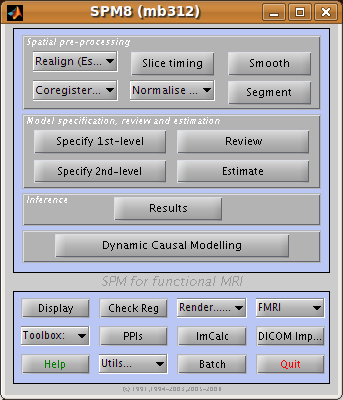 SPM8 (mb312)
Spatial pre-processing
Realign (Es... Slice timing Smooth
Coregister... Normalise ... Segment
Model specification, review and estimation
Specify 1st-level Review
Specify 2nd-level Estimate
Inference
Results
Dynamic Causal Modelling
SPM for functional MRI
Display Check Reg Render...... FMRI
Toolbox: PPIs ImCalc DICOM Imp...
Help Utils... Batch Quit
(c) 1991,1994-2003,2005-2008